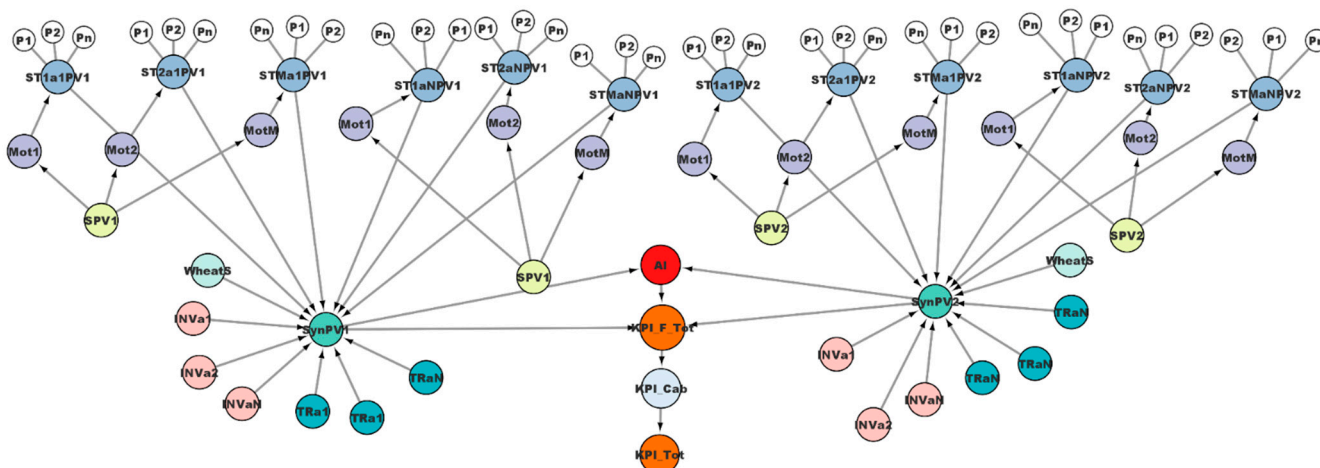 P1 P2 Pn P1 P2 Pn Pn P1 P2 Pn P2 P1 P1 P2 Pn P1 P2 Pn P2 P1 Pn P1 P2 Pn Pn P1 P2 Pn P2 P1 Pn P1 P2 P2 P1 Pn
ST1a1PV1 ST2a1PV1 STMa1PV1 ST1aNPV1 ST2aNPV1 STMaNPV1 ST1a1PV2 ST2a1PV2 STMa1PV2 ST1aNPV2 ST2aNPV2 STMaNPV2
Mot1 Mot2 MotM Mot1 Mot2 MotM Mot1 Mot2 MotM Mot1 Mot2 MotM
SPV1 SPV1 SPV2 SPV2
WheatS AI WheatS
INVa1 SynPV1 KPI_F_Tot SynPV2 TRaN
INVa2 TRaN KPI_Cab INVa1 TRaN
INVaN TRa1 TRa1 INVa2 INVaN TRaN
KPI_Tot